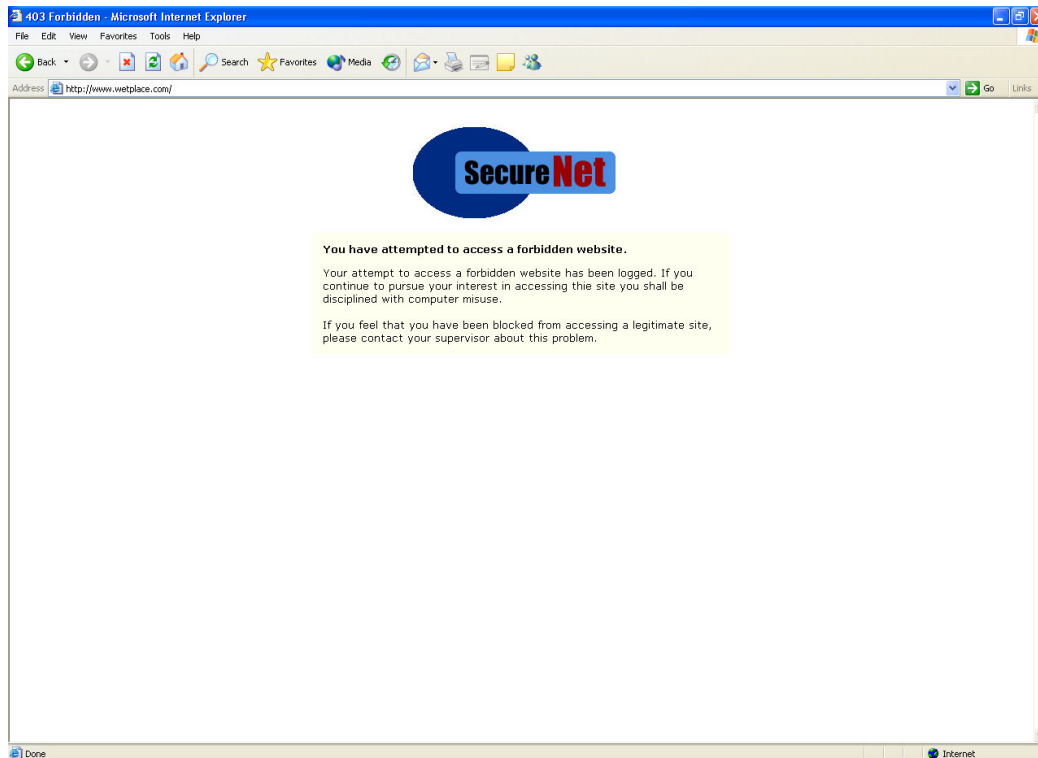 403 Forbidden - Microsoft Internet Explorer
File Edit View Favorites Tools Help
Back Search Favorites Media
Address http://www.wetplace.com/ Go Links
SecureNet
You have attempted to access a forbidden website.
Your attempt to access a forbidden website has been logged. If you
continue to pursue your interest in accessing thie site you shall be
disciplined with computer misuse.
If you feel that you have been blocked from accessing a legitimate site,
please contact your supervisor about this problem.
Done Internet